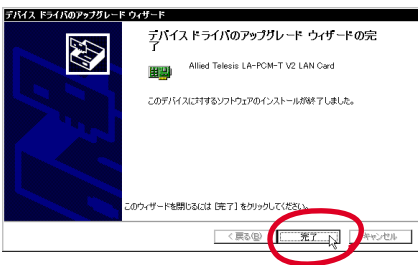 デバイス ドライバのアップグレード ウィザード
デバイス ドライバのアップグレード ウィザードの完
了
Allied Telesis LA-PCM-T V2 LAN Card
このデバイスに対するソフトウェアのインストールが終了しました。
このウィザードを閉じるには [完了] をクリックしてください。
< 戻る(B)
完了
キャンセル